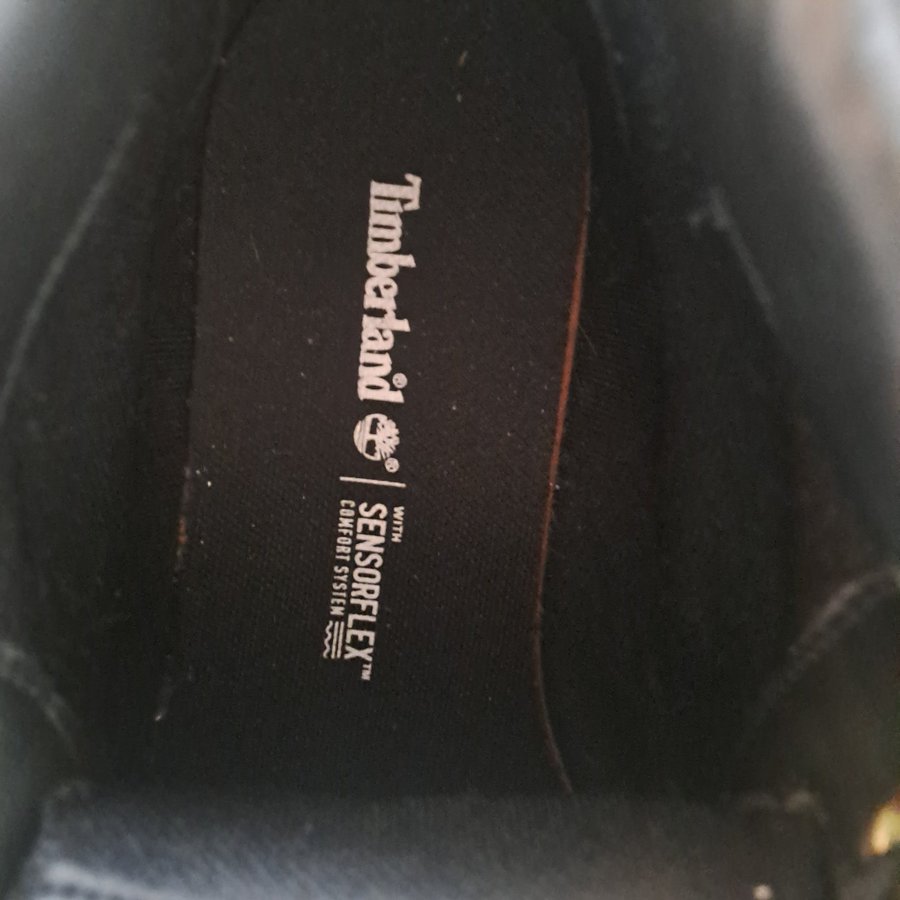 Timberland®
WITH
SENSORFLEX™
COMFORT SYSTEM